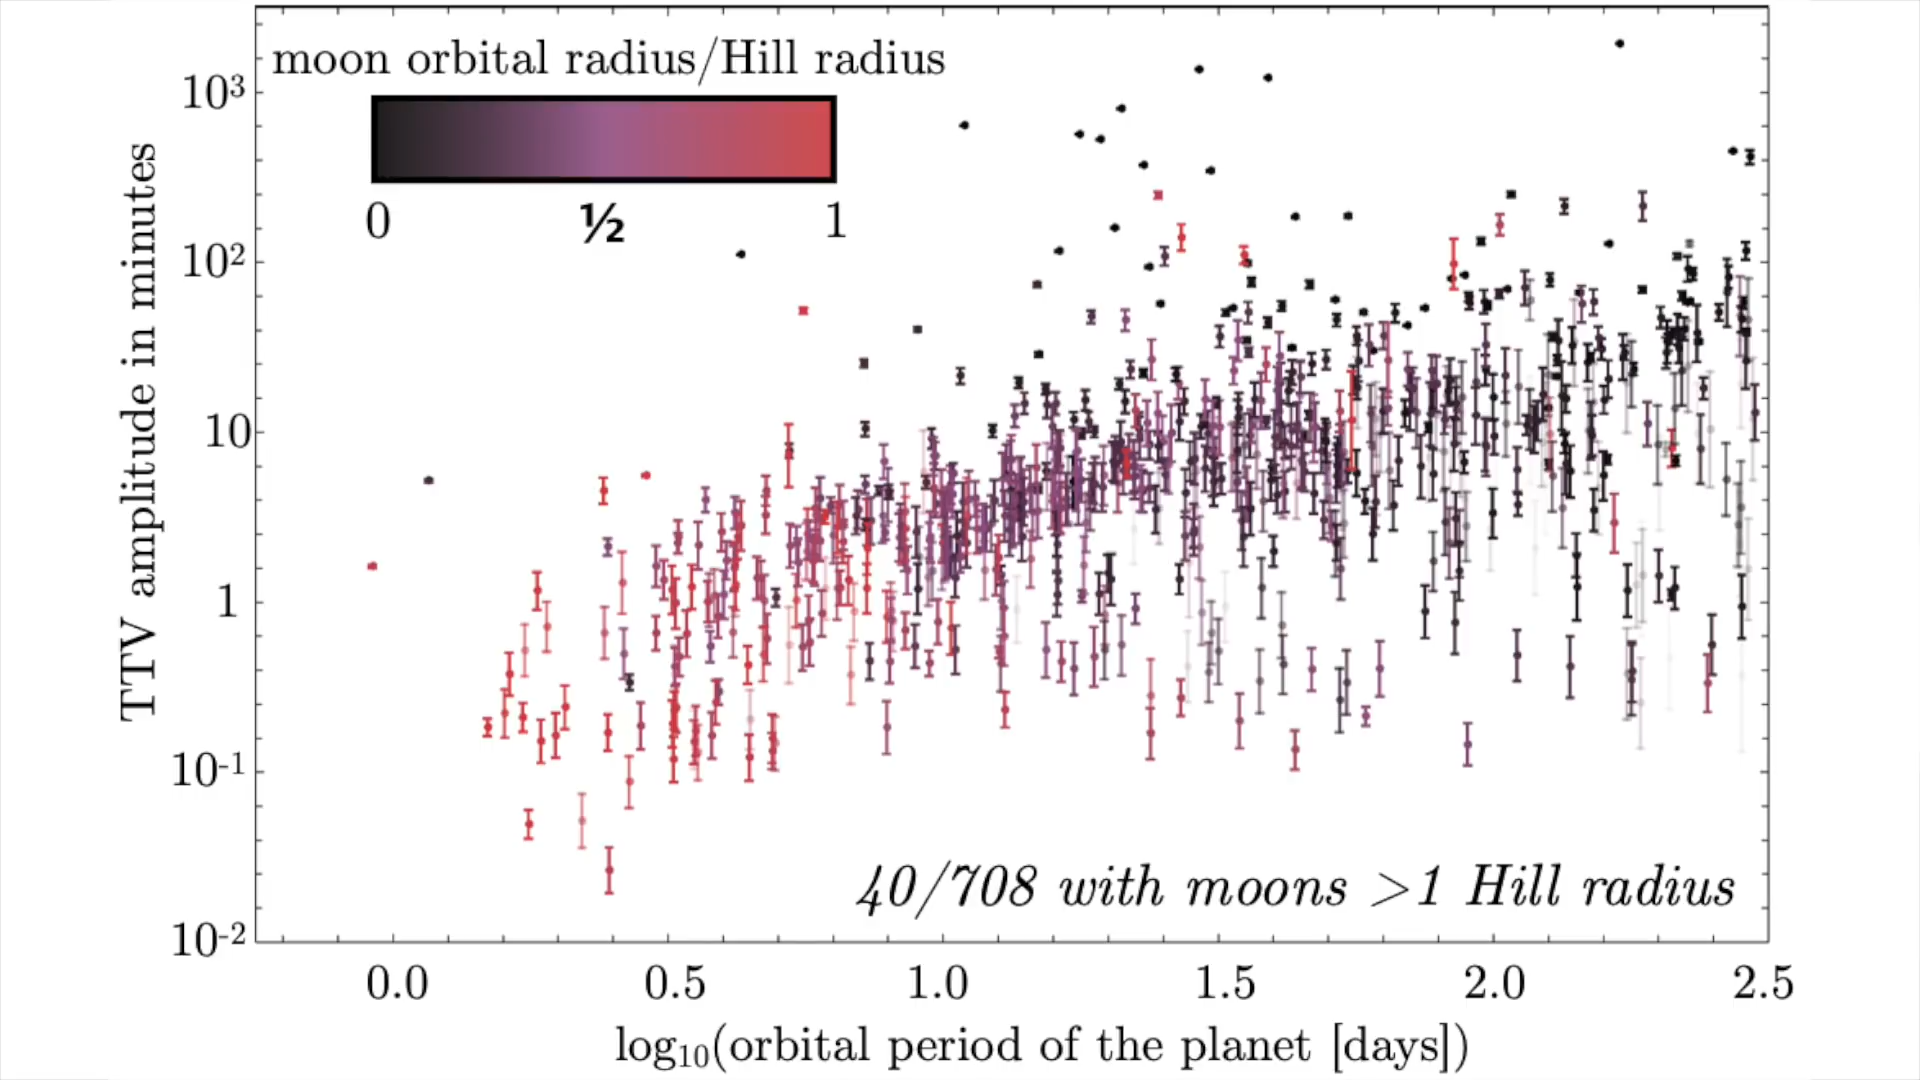 moon orbital radius/Hill radius
0 ½ 1
TTV amplitude in minutes
10³
10²
10
1
10⁻¹
10⁻²
40/708 with moons >1 Hill radius
0.0 0.5 1.0 1.5 2.0 2.5
log₁₀(orbital period of the planet [days])